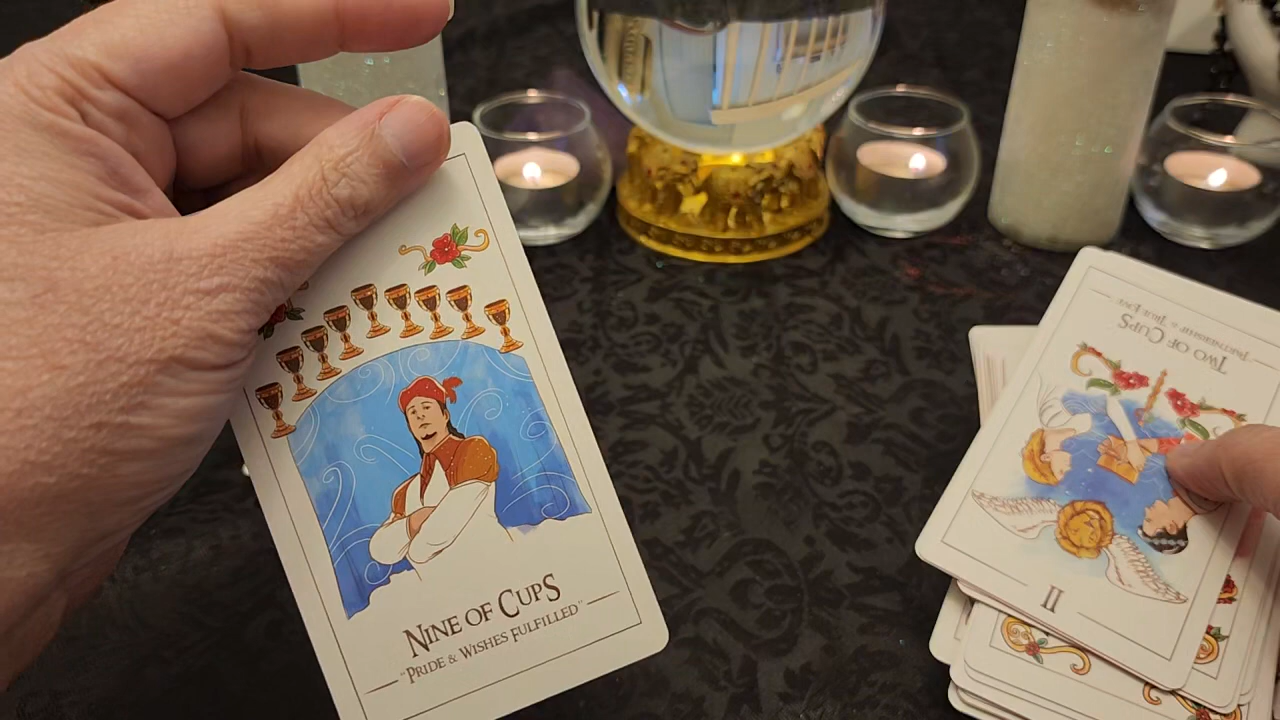 NINE OF CUPS
"PRIDE & WISHES FULFILLED"
TWO OF CUPS
PARTNERSHIP & TRUE LOVE
II